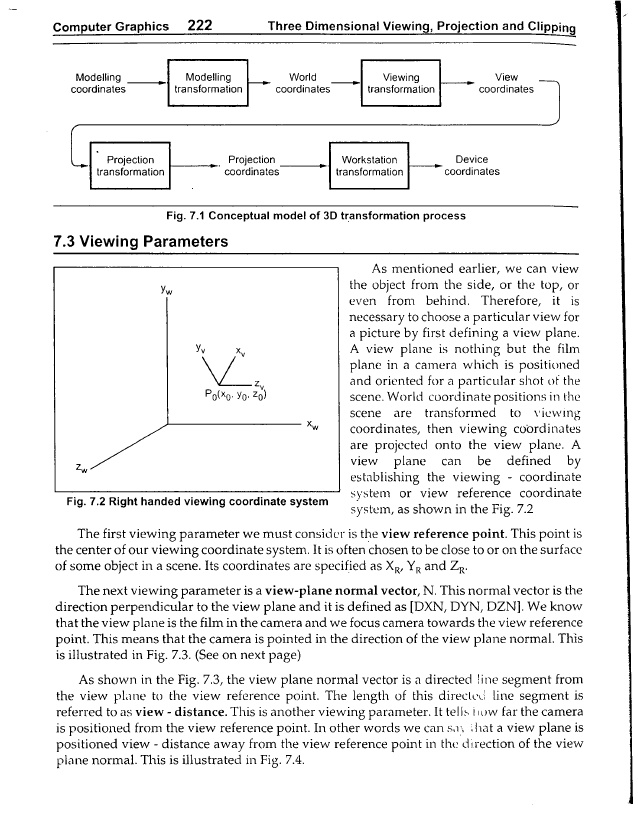 Computer Graphics 222 Three Dimensional Viewing, Projection and Clipping
Modelling coordinates Modelling transformation World coordinates Viewing transformation View coordinates
Projection transformation Projection coordinates Workstation transformation Device coordinates
Fig. 7.1 Conceptual model of 3D transformation process
7.3 Viewing Parameters
yw
yv xv
zv
P0(x0, y0, z0)
xw
zw
Fig. 7.2 Right handed viewing coordinate system
As mentioned earlier, we can view
the object from the side, or the top, or
even from behind. Therefore, it is
necessary to choose a particular view for
a picture by first defining a view plane.
A view plane is nothing but the film
plane in a camera which is positioned
and oriented for a particular shot of the
scene. World coordinate positions in the
scene are transformed to viewing
coordinates, then viewing coordinates
are projected onto the view plane. A
view plane can be defined by
establishing the viewing - coordinate
system or view reference coordinate
system, as shown in the Fig. 7.2
The first viewing parameter we must consider is the view reference point. This point is
the center of our viewing coordinate system. It is often chosen to be close to or on the surface
of some object in a scene. Its coordinates are specified as XR, YR and ZR.
The next viewing parameter is a view-plane normal vector, N. This normal vector is the
direction perpendicular to the view plane and it is defined as [DXN, DYN, DZN]. We know
that the view plane is the film in the camera and we focus camera towards the view reference
point. This means that the camera is pointed in the direction of the view plane normal. This
is illustrated in Fig. 7.3. (See on next page)
As shown in the Fig. 7.3, the view plane normal vector is a directed line segment from
the view plane to the view reference point. The length of this directed line segment is
referred to as view - distance. This is another viewing parameter. It tells how far the camera
is positioned from the view reference point. In other words we can say that a view plane is
positioned view - distance away from the view reference point in the direction of the view
plane normal. This is illustrated in Fig. 7.4.